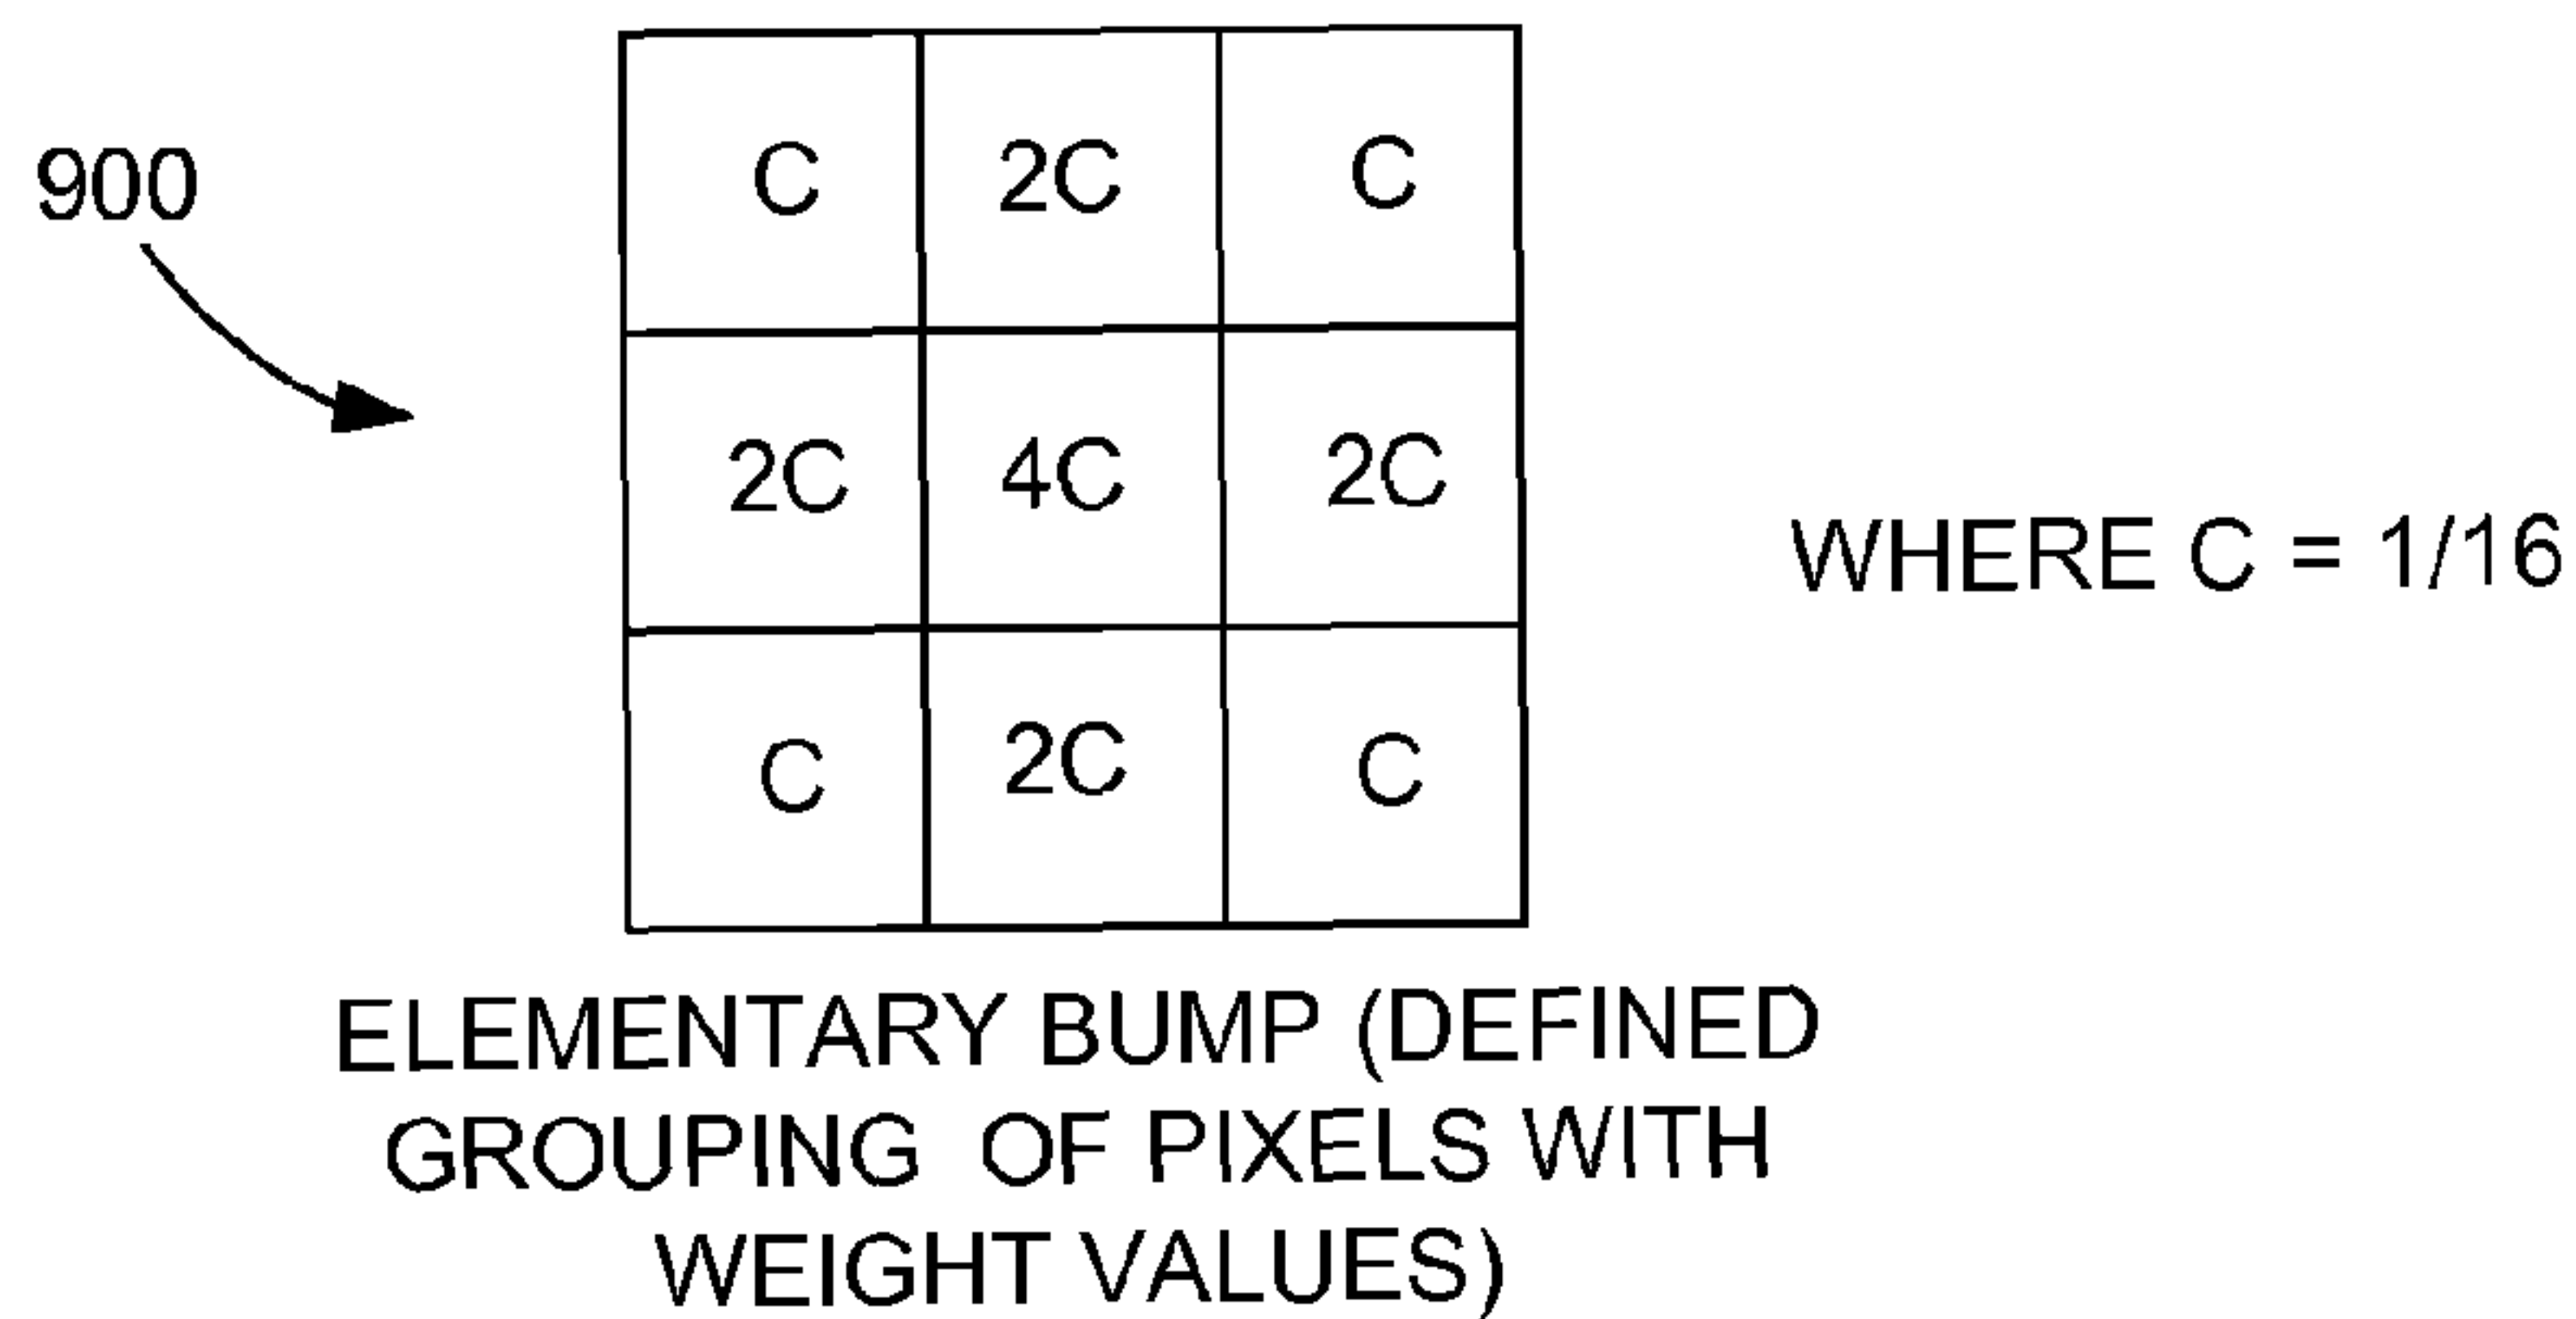 900
C 2C C
2C 4C 2C
WHERE C = 1/16
C 2C C
ELEMENTARY BUMP (DEFINED
GROUPING OF PIXELS WITH
WEIGHT VALUES)